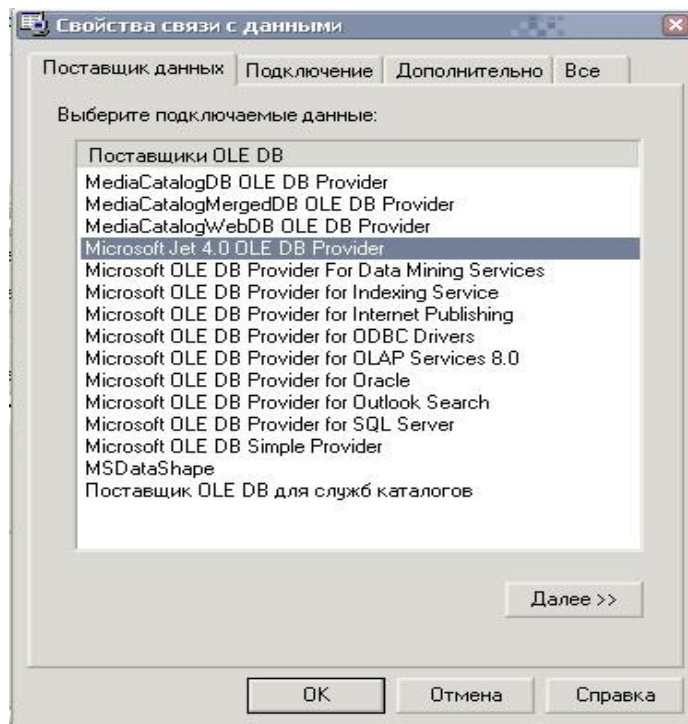 Свойства связи с данными
Поставщик данных Подключение Дополнительно Все
Выберите подключаемые данные:
Поставщики OLE DB
MediaCatalogDB OLE DB Provider
MediaCatalogMergedDB OLE DB Provider
MediaCatalogWebDB OLE DB Provider
Microsoft Jet 4.0 OLE DB Provider
Microsoft OLE DB Provider For Data Mining Services
Microsoft OLE DB Provider for Indexing Service
Microsoft OLE DB Provider for Internet Publishing
Microsoft OLE DB Provider for ODBC Drivers
Microsoft OLE DB Provider for OLAP Services 8.0
Microsoft OLE DB Provider for Oracle
Microsoft OLE DB Provider for Outlook Search
Microsoft OLE DB Provider for SQL Server
Microsoft OLE DB Simple Provider
MSDataShape
Поставщик OLE DB для служб каталогов
Далее >>
OK Отмена Справка